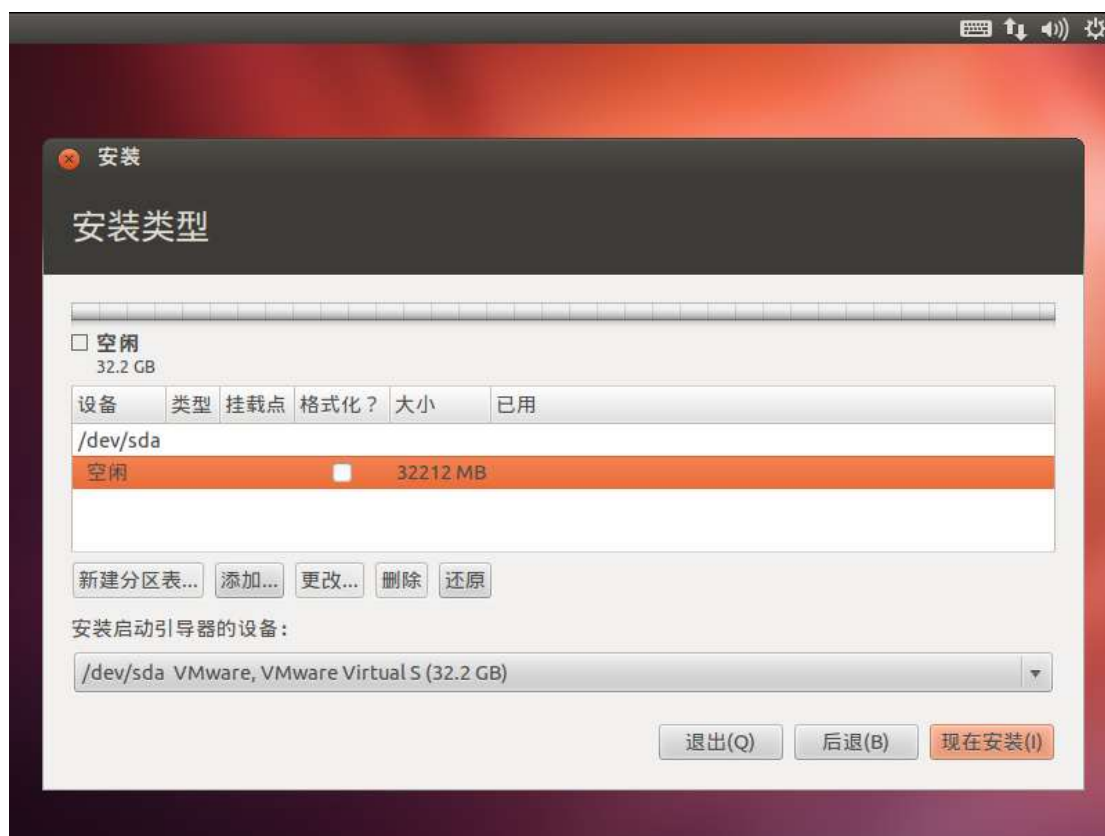 安装
安装类型
空闲
32.2 GB
设备 类型 挂载点 格式化？ 大小 已用
/dev/sda
空闲 32212 MB
新建分区表... 添加... 更改... 删除 还原
安装启动引导器的设备：
/dev/sda VMware, VMware Virtual S (32.2 GB)
退出(Q) 后退(B) 现在安装(I)